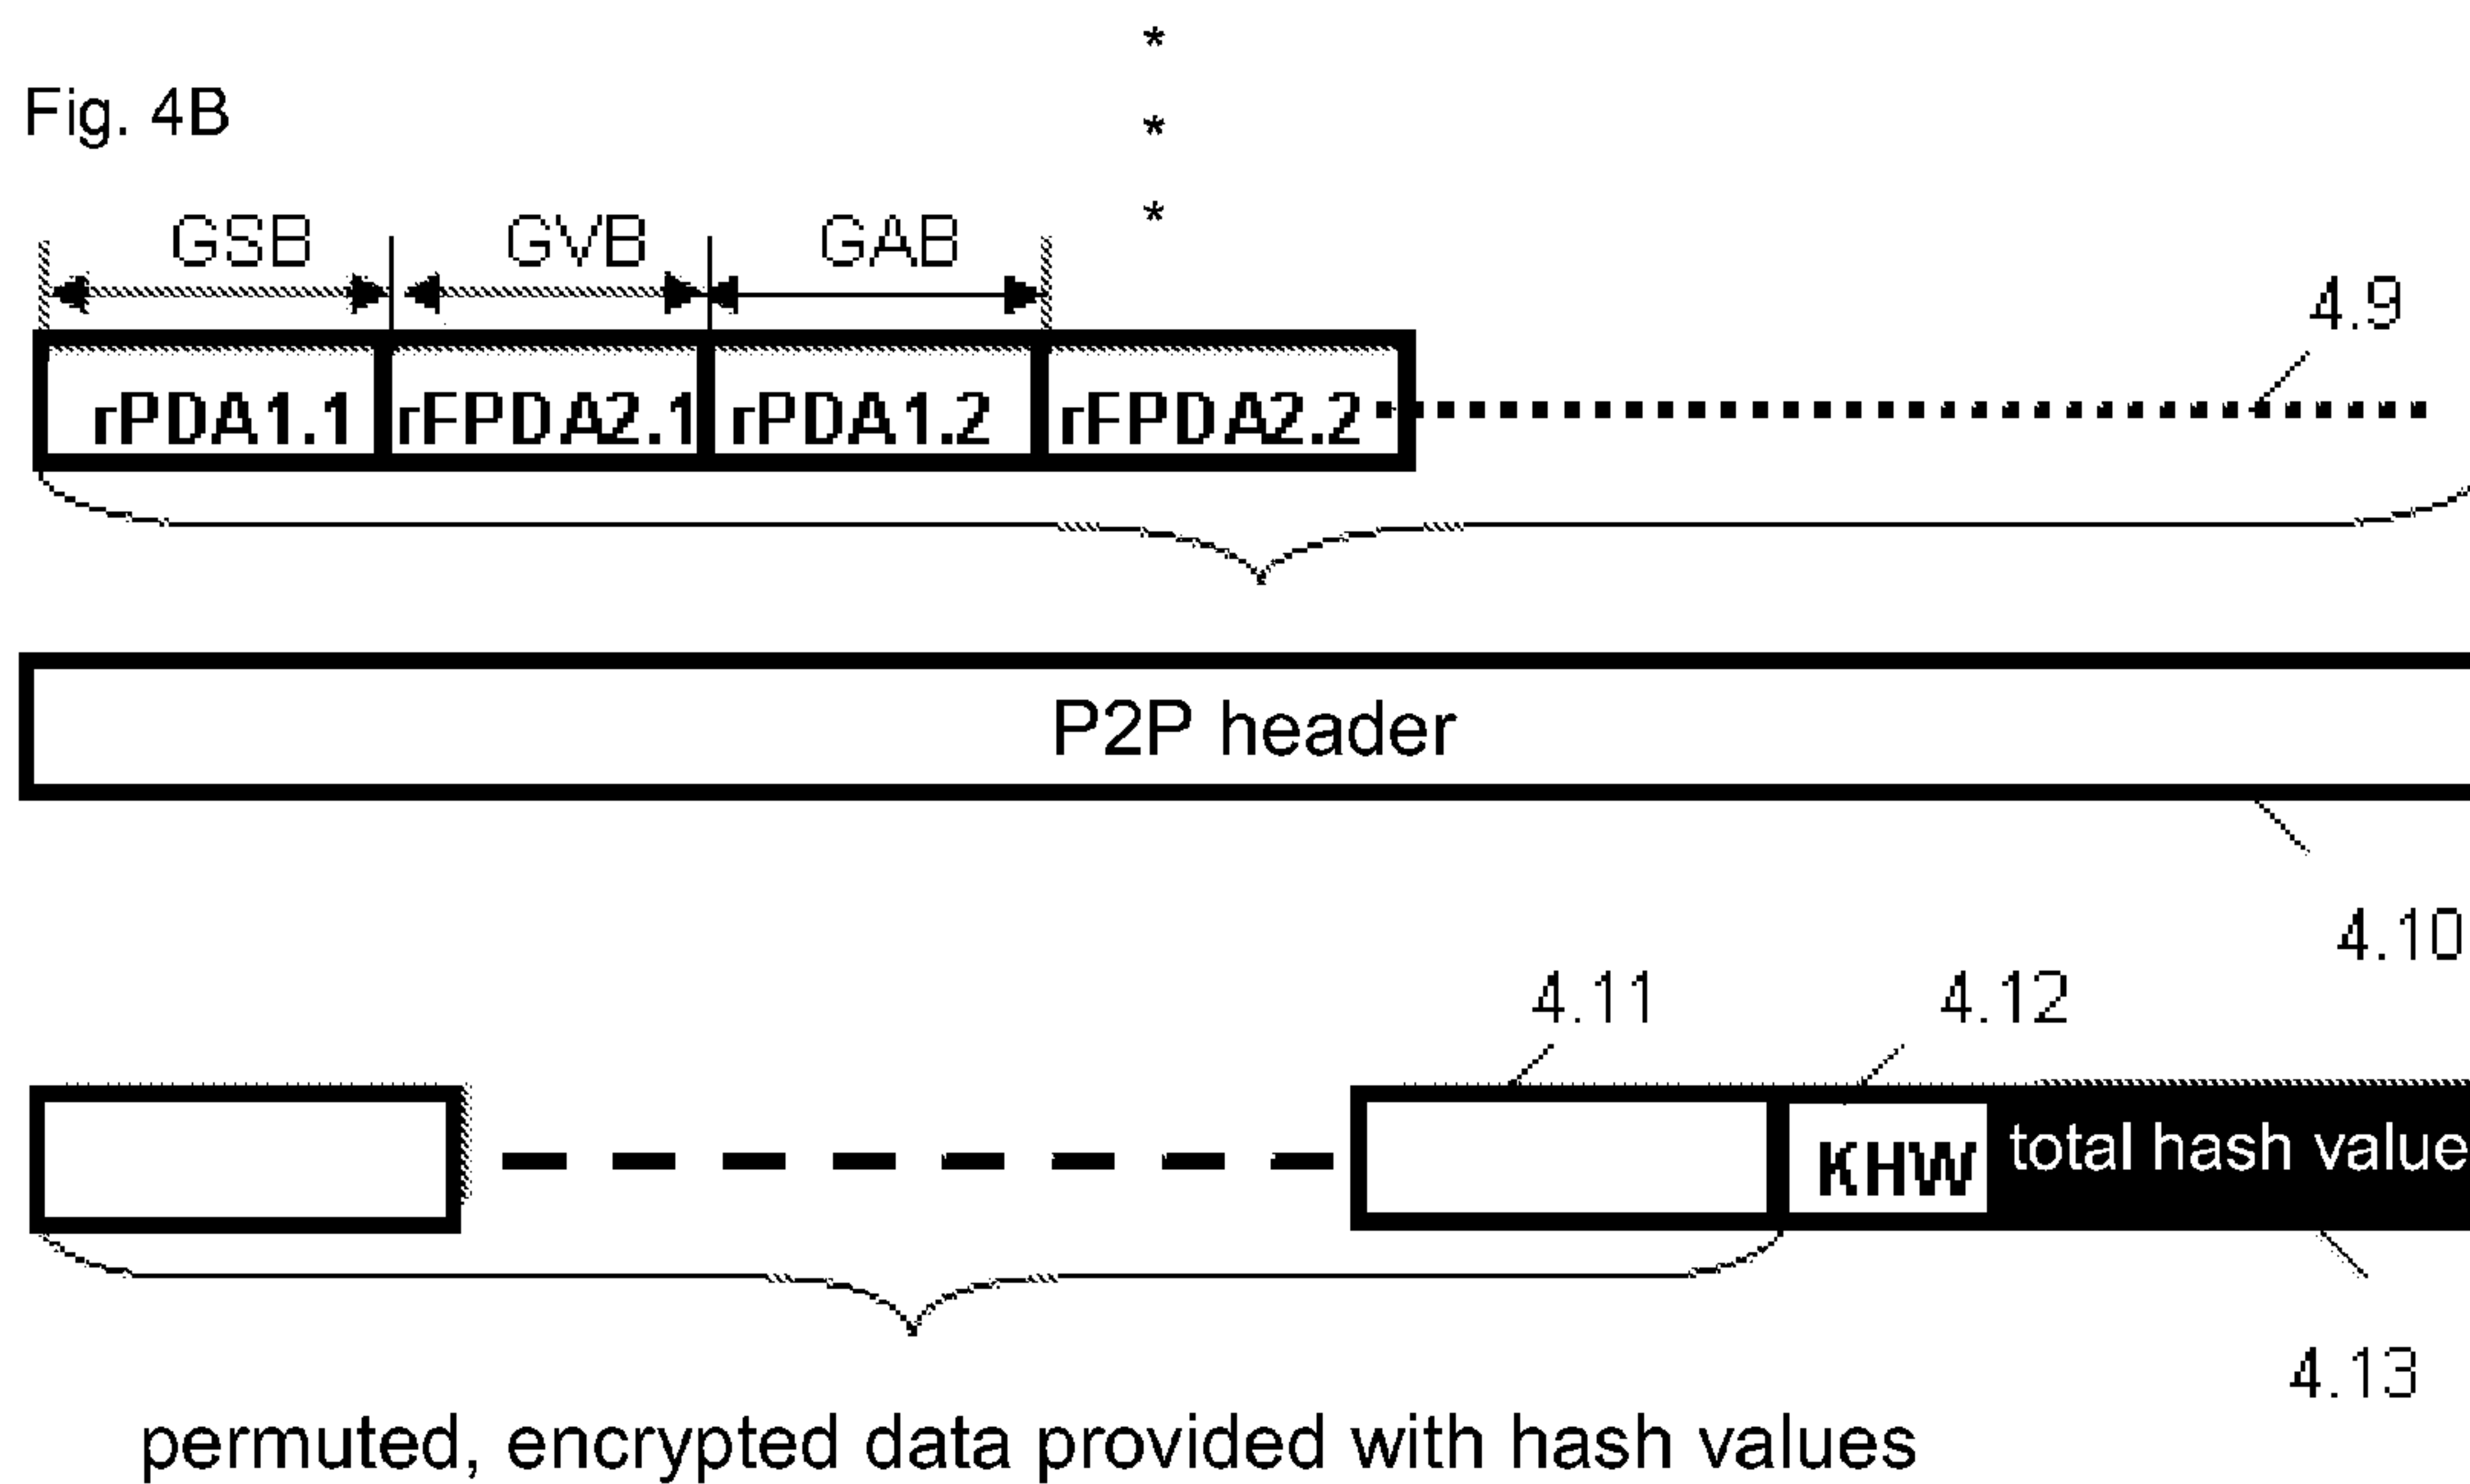 *
Fig. 4B
*
*
GSB GVB GAB
4.9
rPDA1.1 rFPDA2.1 rPDA1.2 rFPDA2.2
P2P header
4.10
4.11 4.12
KHW total hash value
4.13
permuted, encrypted data provided with hash values